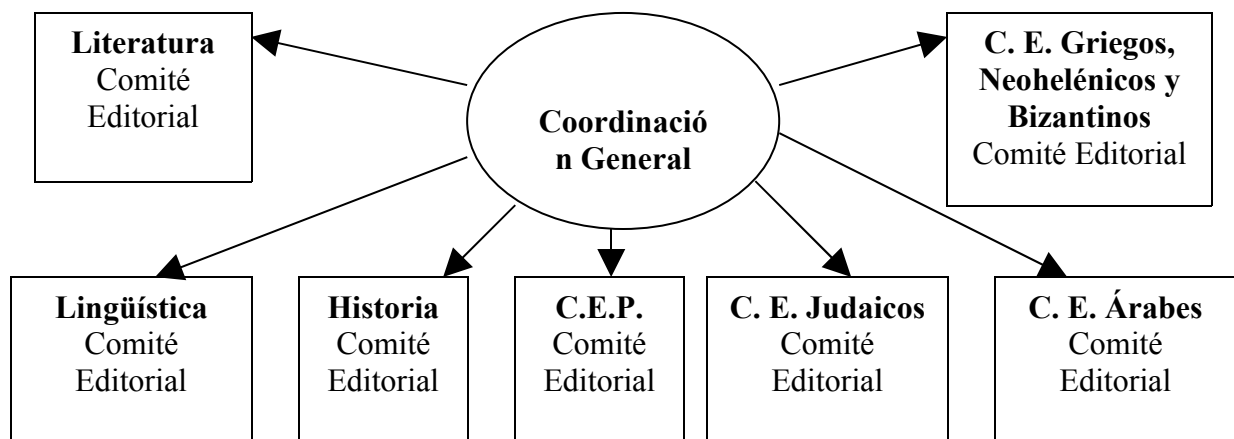 Literatura
Comité
Editorial
Coordinació
n General
C. E. Griegos,
Neohelénicos y
Bizantinos
Comité Editorial
Lingüística
Comité
Editorial
Historia
Comité
Editorial
C.E.P.
Comité
Editorial
C. E. Judaicos
Comité
Editorial
C. E. Árabes
Comité
Editorial